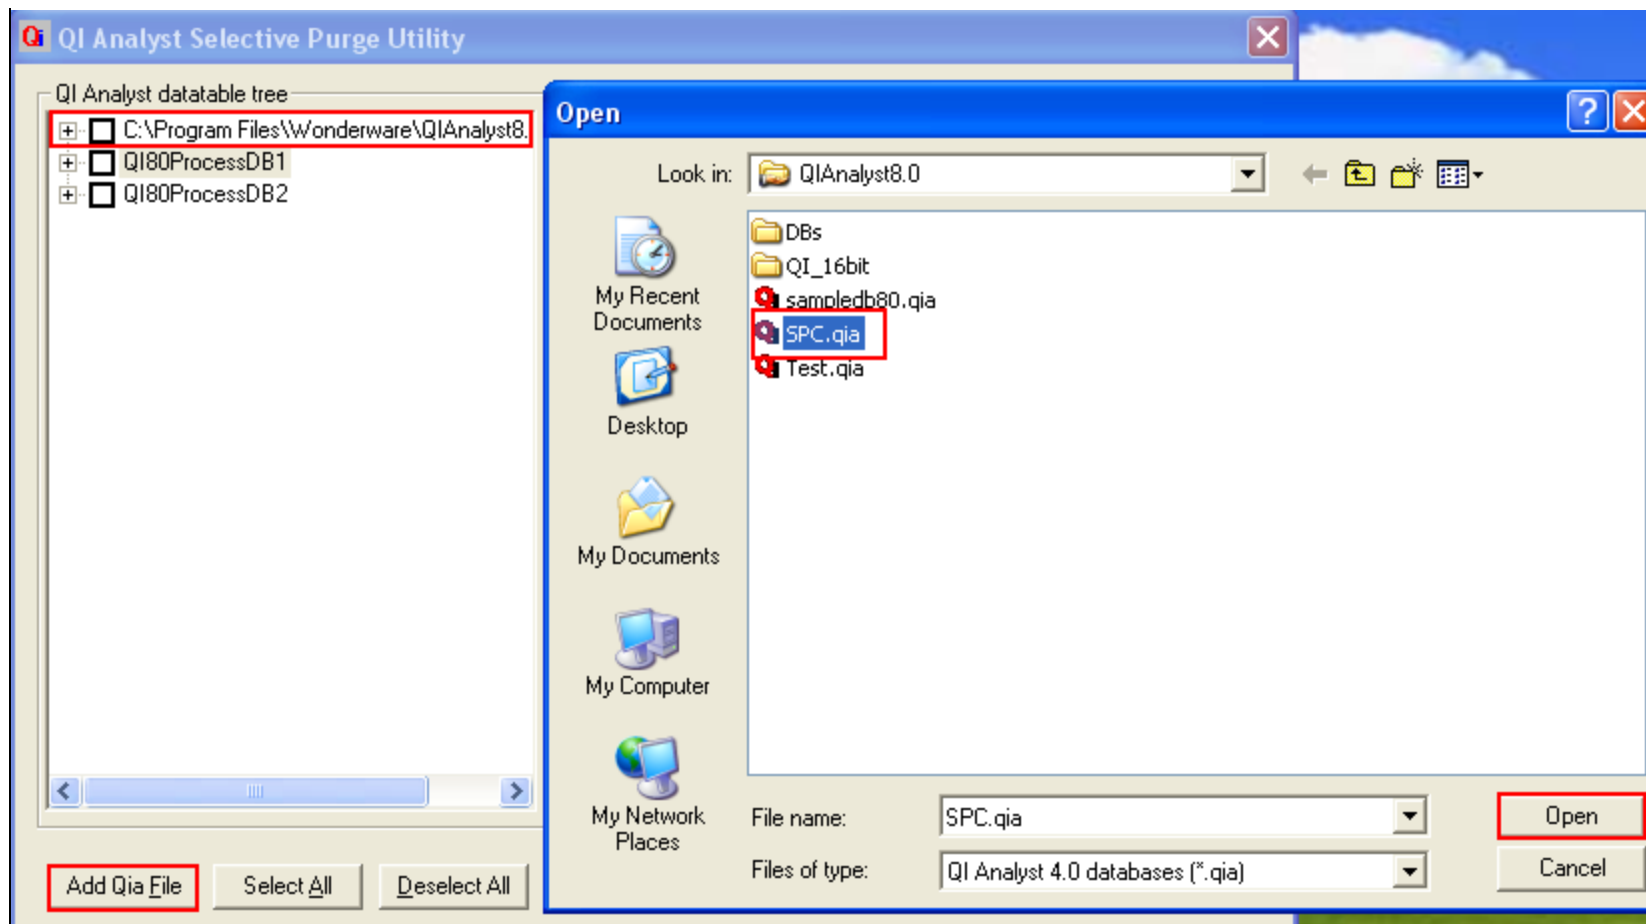 QI Analyst Selective Purge Utility
QI Analyst datatable tree
C:\Program Files\Wonderware\QIAnalyst8.
QI80ProcessDB1
QI80ProcessDB2
Add Qia File
Select All
Deselect All
Open
Look in:
QIAnalyst8.0
My Recent
Documents
Desktop
My Documents
My Computer
My Network
Places
DBs
QI_16bit
sampledb80.qia
SPC.qia
Test.qia
File name:
SPC.qia
Open
Files of type:
QI Analyst 4.0 databases (*.qia)
Cancel